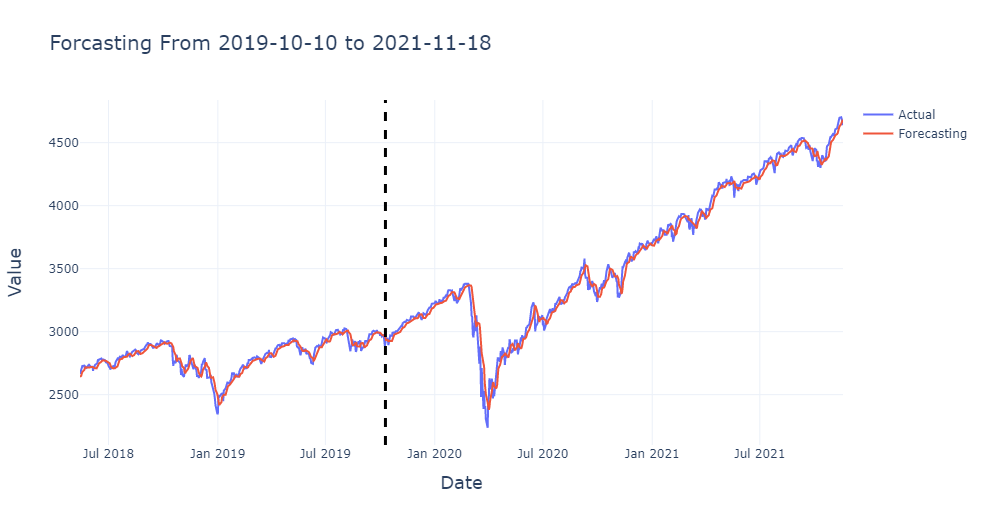 Forcasting From 2019-10-10 to 2021-11-18
Actual
Forecasting
4500
4000
3500
3000
2500
Value
Jul 2018
Jan 2019
Jul 2019
Jan 2020
Jul 2020
Jan 2021
Jul 2021
Date